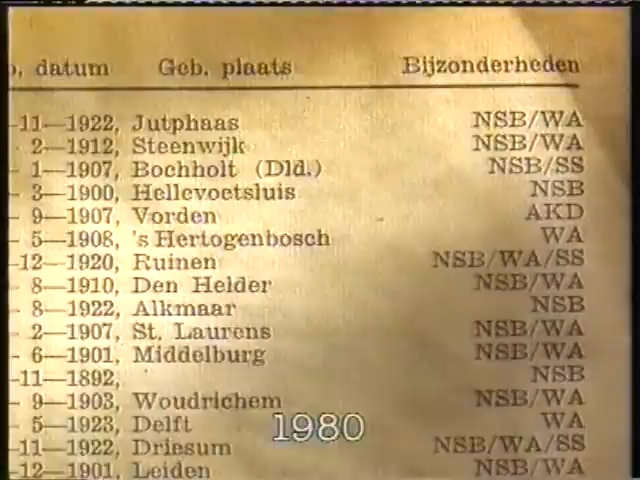 , datum Geb. plaats Bijzonderheden
-11—1922, Jutphaas NSB/WA
2—1912, Steenwijk NSB/WA
- 1—1907, Bochholt (Dld.) NSB/SS
- 3—1900, Hellevoetsluis NSB
- 9—1907, Vorden AKD
- 5—1908, 's Hertogenbosch WA
-12—1920, Ruinen NSB/WA/SS
- 8—1910, Den Helder NSB/WA
- 8—1922, Alkmaar NSB
- 2—1907, St. Laurens NSB/WA
- 6—1901, Middelburg NSB/WA
-11—1892, NSB
- 9—1903, Woudrichem NSB/WA
- 5—1923, Delft WA
1980
-11—1922, Driesum NSB/WA/SS
-12—1901, Leiden NSB/WA